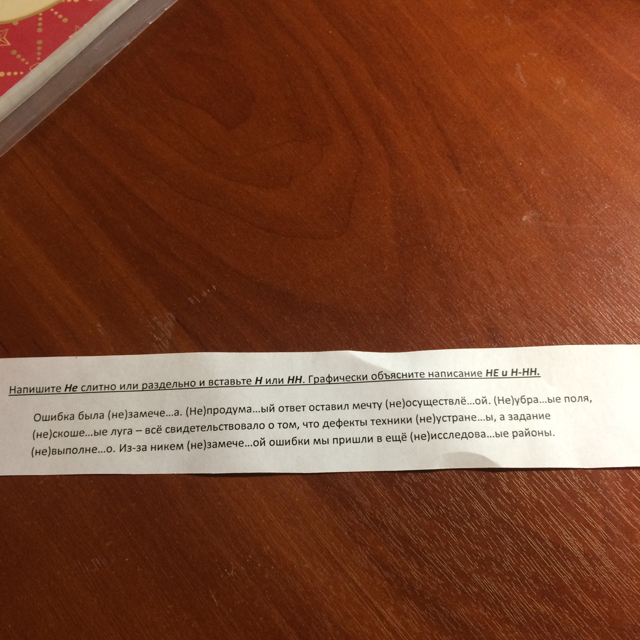 Напишите Не слитно или раздельно и вставьте Н или НН. Графически объясните написание НЕ и Н-НН.
Ошибка была (не)замече...а. (Не)продума...ый ответ оставил мечту (не)осуществлё...ой. (Не)убра...ые поля,
(не)скоше...ые луга – всё свидетельствовало о том, что дефекты техники (не)устране...ы, а задание
(не)выполне...о. Из-за никем (не)замече...ой ошибки мы пришли в ещё (не)исследова...ые районы.